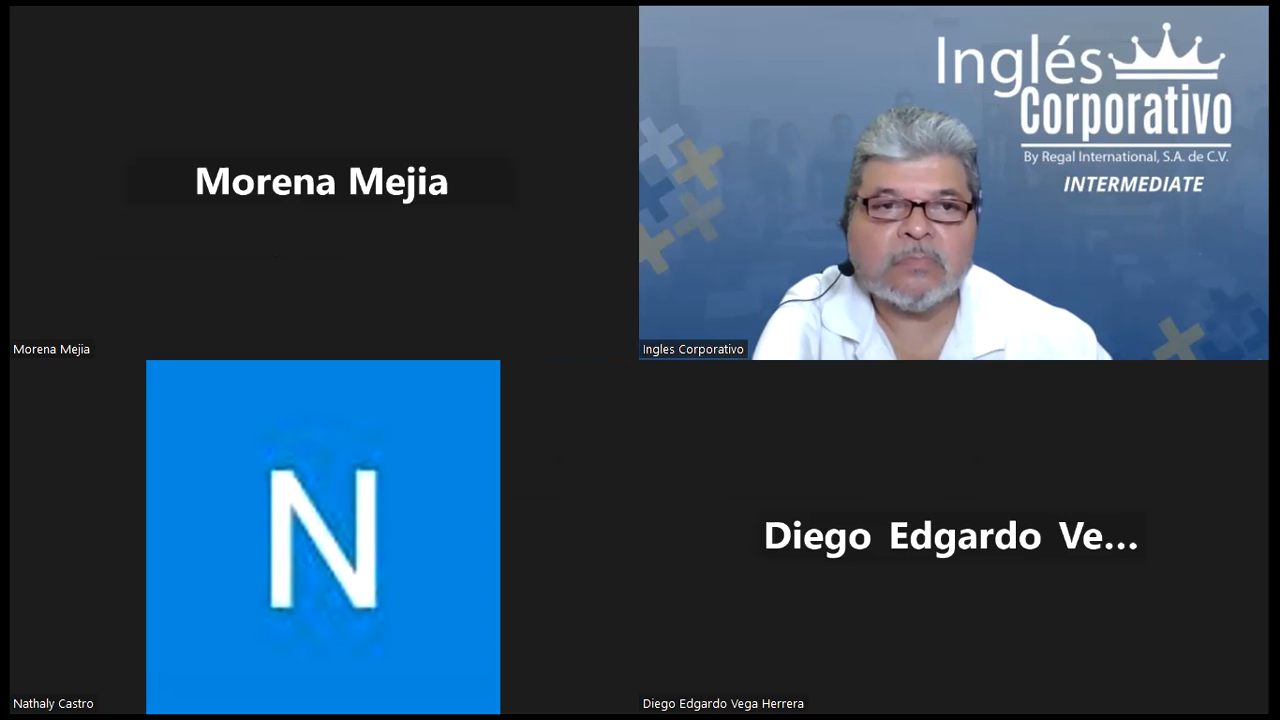 Morena Mejia
Morena Mejia
Inglés
Corporativo
By Regal International, S.A. de C.V.
INTERMEDIATE
Ingles Corporativo
N
Nathaly Castro
Diego Edgardo Ve...
Diego Edgardo Vega Herrera